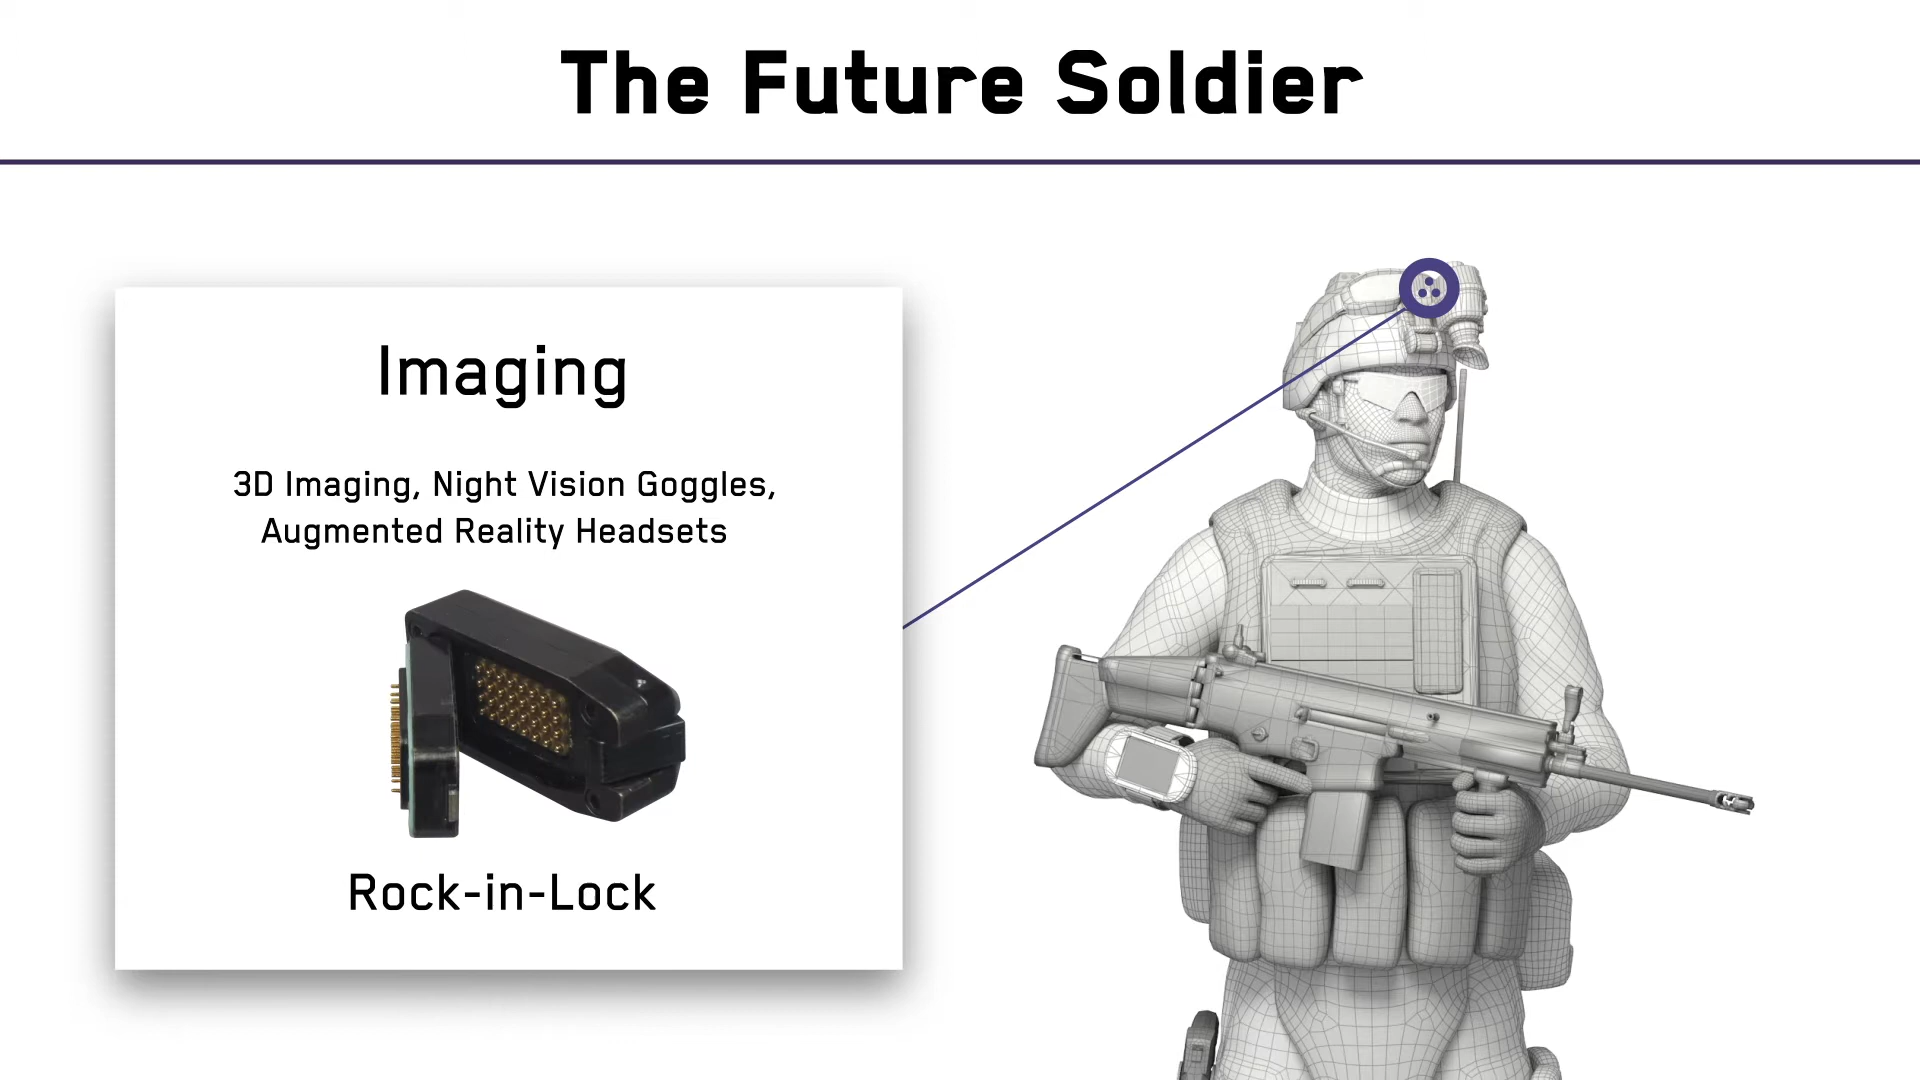 The Future Soldier
Imaging
3D Imaging, Night Vision Goggles,
Augmented Reality Headsets
Rock-in-Lock